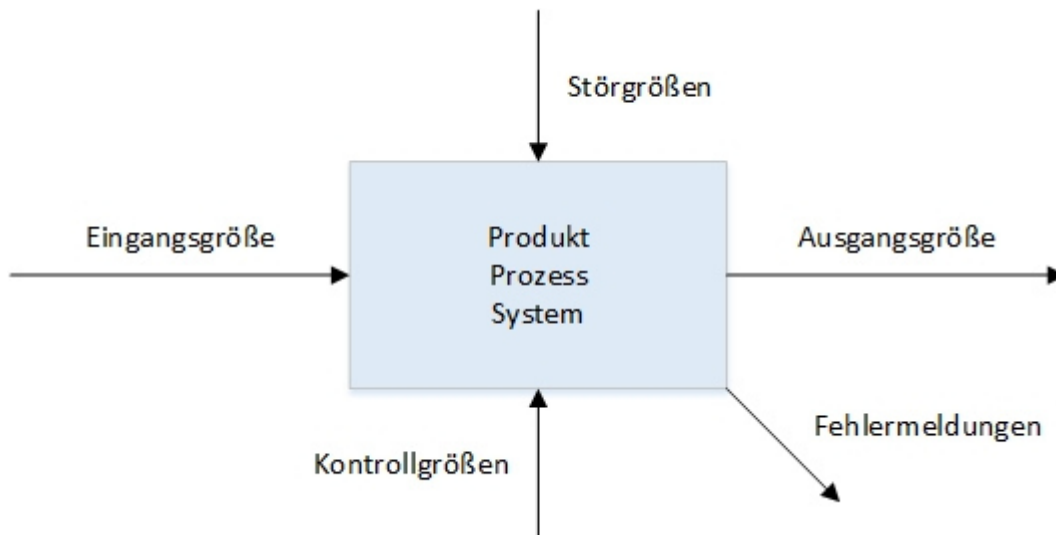 Störgrößen
Eingangsgröße
Produkt
Prozess
System
Ausgangsgröße
Kontrollgrößen
Fehlermeldungen